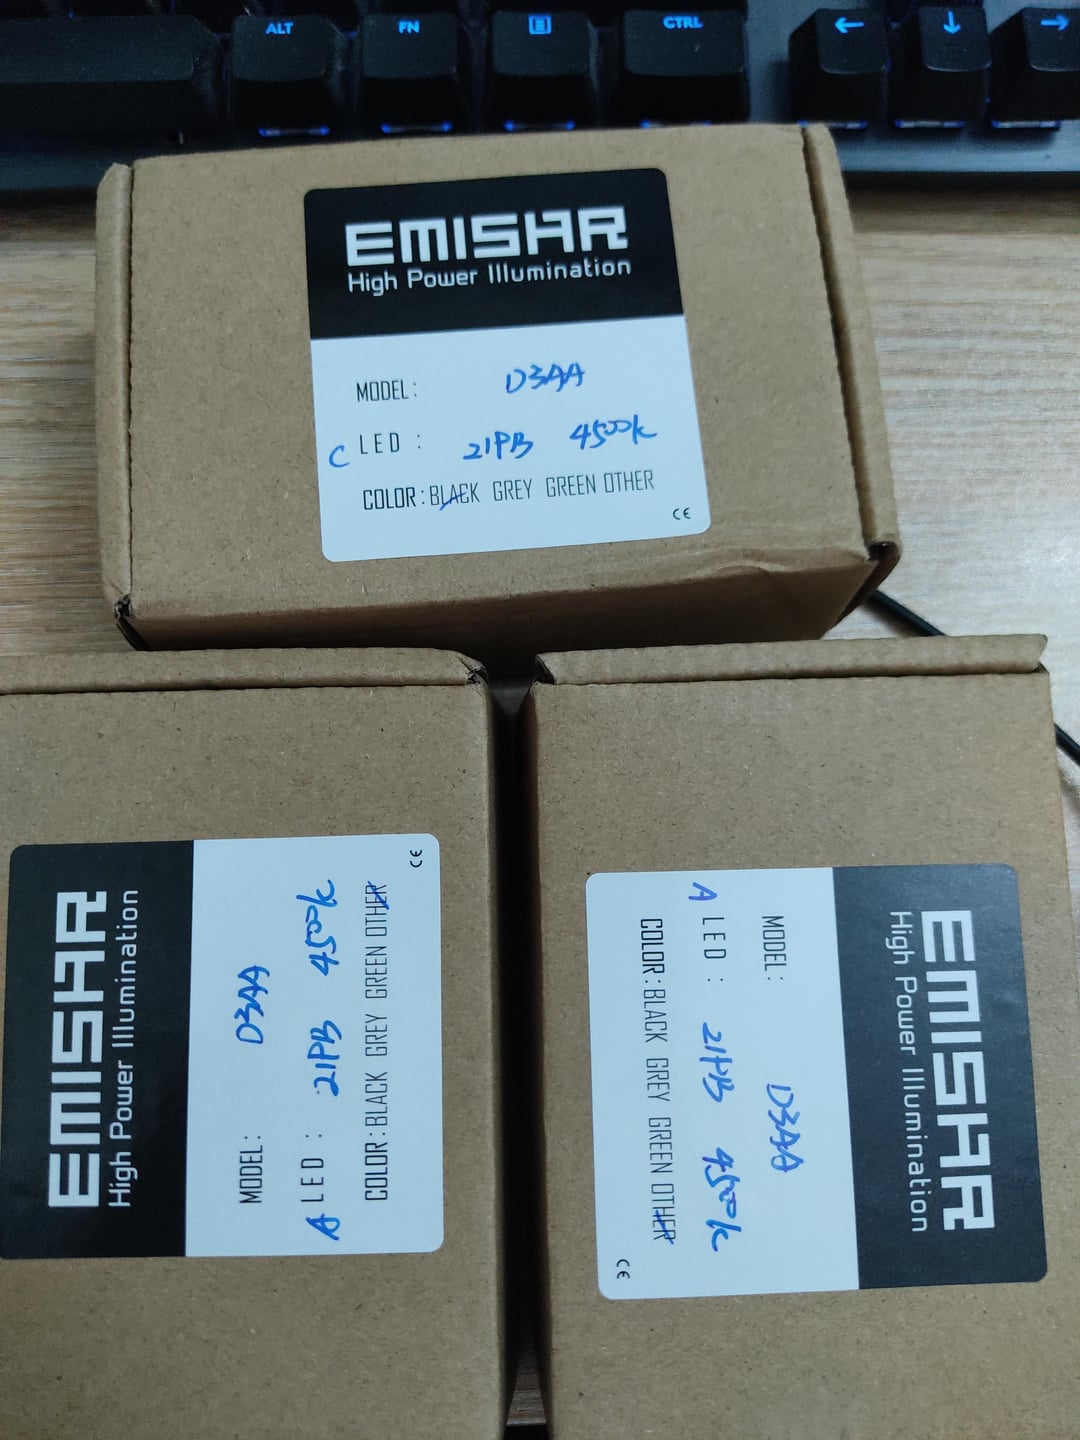 ALT FN CTRL ← ↓ →
EMISAR
High Power Illumination
MODEL: D3AA
C LED: 21PB 4500k
COLOR: BLACK GREY GREEN OTHER
CE
EMISAR
High Power Illumination
MODEL: D3AA
A LED: 21PB 4500k
COLOR: BLACK GREY GREEN OTHER
CE
EMISAR
High Power Illumination
MODEL: D3AA
A LED: 21PB 4500k
COLOR: BLACK GREY GREEN OTHER
CE